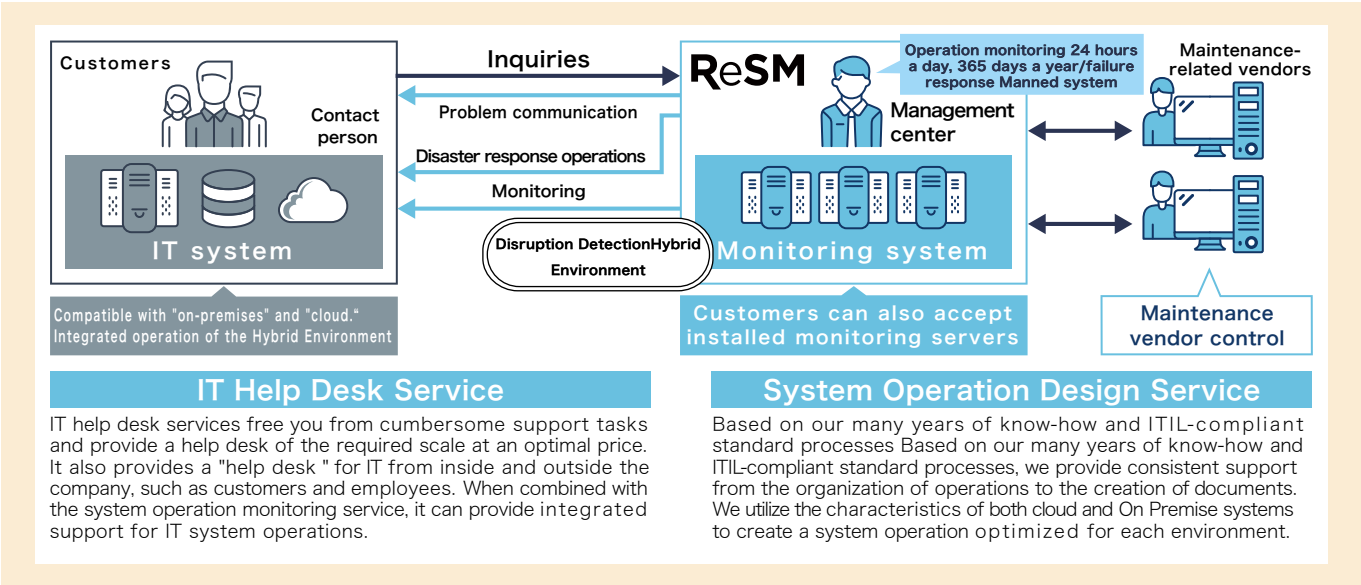 Customers
Contact
person
IT system
Compatible with "on-premises" and "cloud.“
Integrated operation of the Hybrid Environment
Inquiries
Problem communication
Disaster response operations
Monitoring
Disruption DetectionHybrid
Environment
ReSM
Operation monitoring 24 hours
a day, 365 days a year/failure
response Manned system
Management
center
Monitoring system
Customers can also accept
installed monitoring servers
Maintenance-
related vendors
Maintenance
vendor control
IT Help Desk Service
IT help desk services free you from cumbersome support tasks
and provide a help desk of the required scale at an optimal price.
It also provides a "help desk " for IT from inside and outside the
company, such as customers and employees. When combined with
the system operation monitoring service, it can provide integrated
support for IT system operations.
System Operation Design Service
Based on our many years of know-how and ITIL-compliant
standard processes Based on our many years of know-how and
ITIL-compliant standard processes, we provide consistent support
from the organization of operations to the creation of documents.
We utilize the characteristics of both cloud and On Premise systems
to create a system operation optimized for each environment.